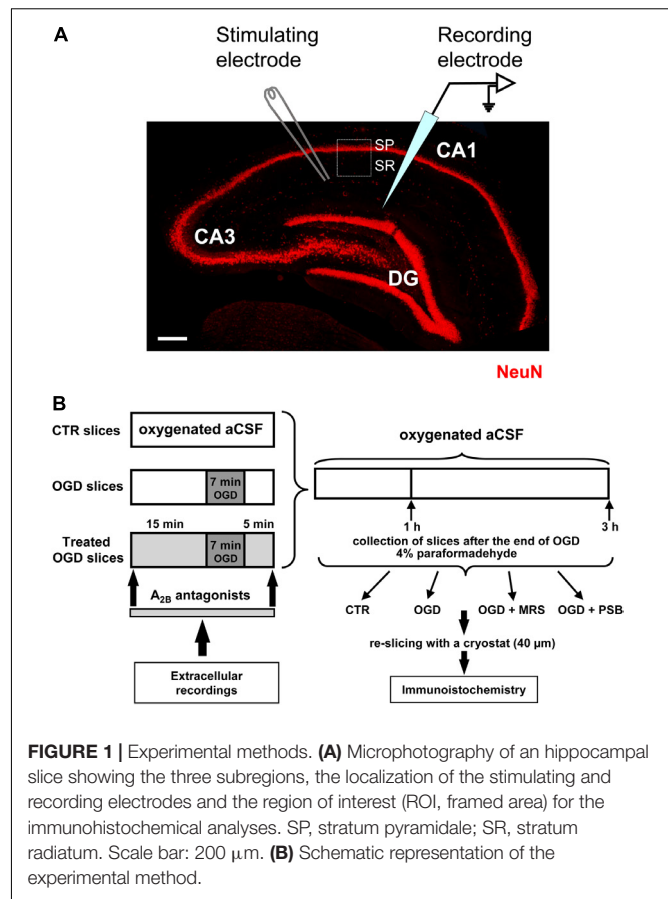 A
Stimulating
electrode
Recording
electrode
SP
SR
CA1
CA3
DG
NeuN
B
CTR slices
oxygenated aCSF
oxygenated aCSF
OGD slices
7 min
OGD
15 min
5 min
Treated
OGD slices
7 min
OGD
1 h
3 h
collection of slices after the end of OGD
4% paraformadehyde
A2B antagonists
CTR
OGD
OGD + MRS
OGD + PSB-
re-slicing with a cryostat (40 μm)
Extracellular
recordings
Immunoistochemistry
FIGURE 1 | Experimental methods. (A) Microphotography of an hippocampal
slice showing the three subregions, the localization of the stimulating and
recording electrodes and the region of interest (ROI, framed area) for the
immunohistochemical analyses. SP, stratum pyramidale; SR, stratum
radiatum. Scale bar: 200 μm. (B) Schematic representation of the
experimental method.